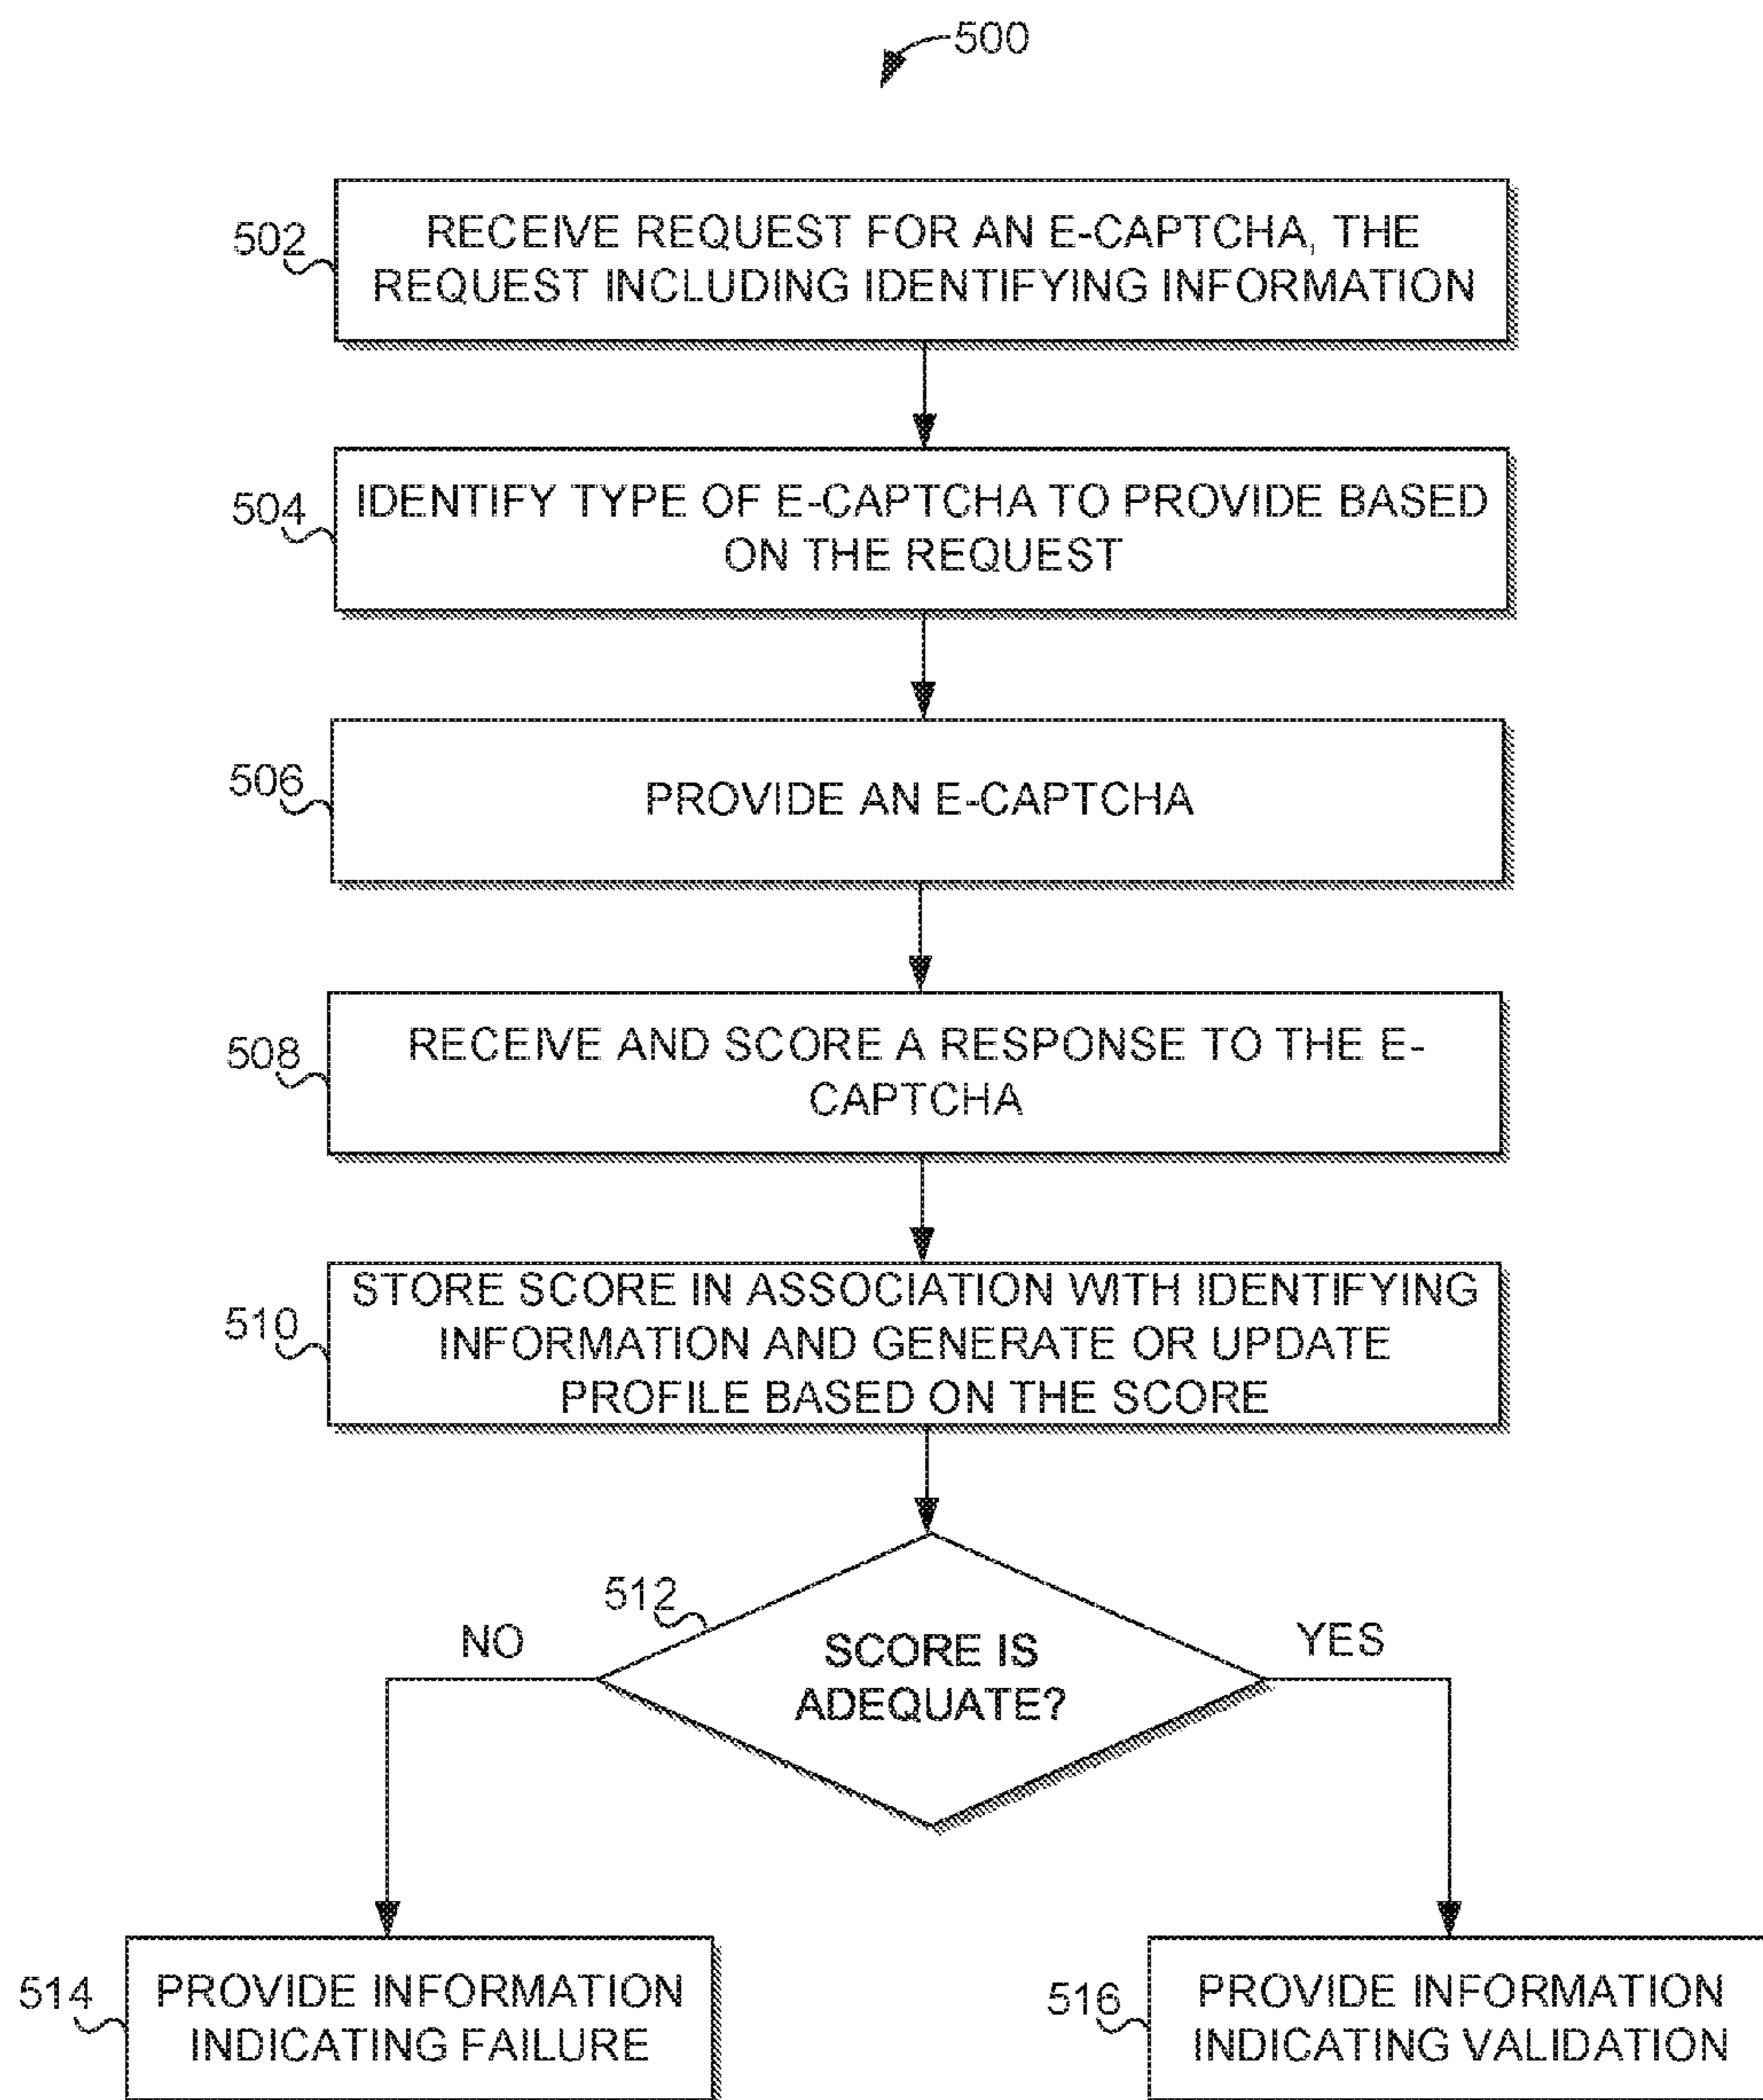 500
502
RECEIVE REQUEST FOR AN E-CAPTCHA, THE
REQUEST INCLUDING IDENTIFYING INFORMATION
504
IDENTIFY TYPE OF E-CAPTCHA TO PROVIDE BASED
ON THE REQUEST
506
PROVIDE AN E-CAPTCHA
508
RECEIVE AND SCORE A RESPONSE TO THE E-
CAPTCHA
510
STORE SCORE IN ASSOCIATION WITH IDENTIFYING
INFORMATION AND GENERATE OR UPDATE
PROFILE BASED ON THE SCORE
512
NO
SCORE IS
ADEQUATE?
YES
514
PROVIDE INFORMATION
INDICATING FAILURE
516
PROVIDE INFORMATION
INDICATING VALIDATION